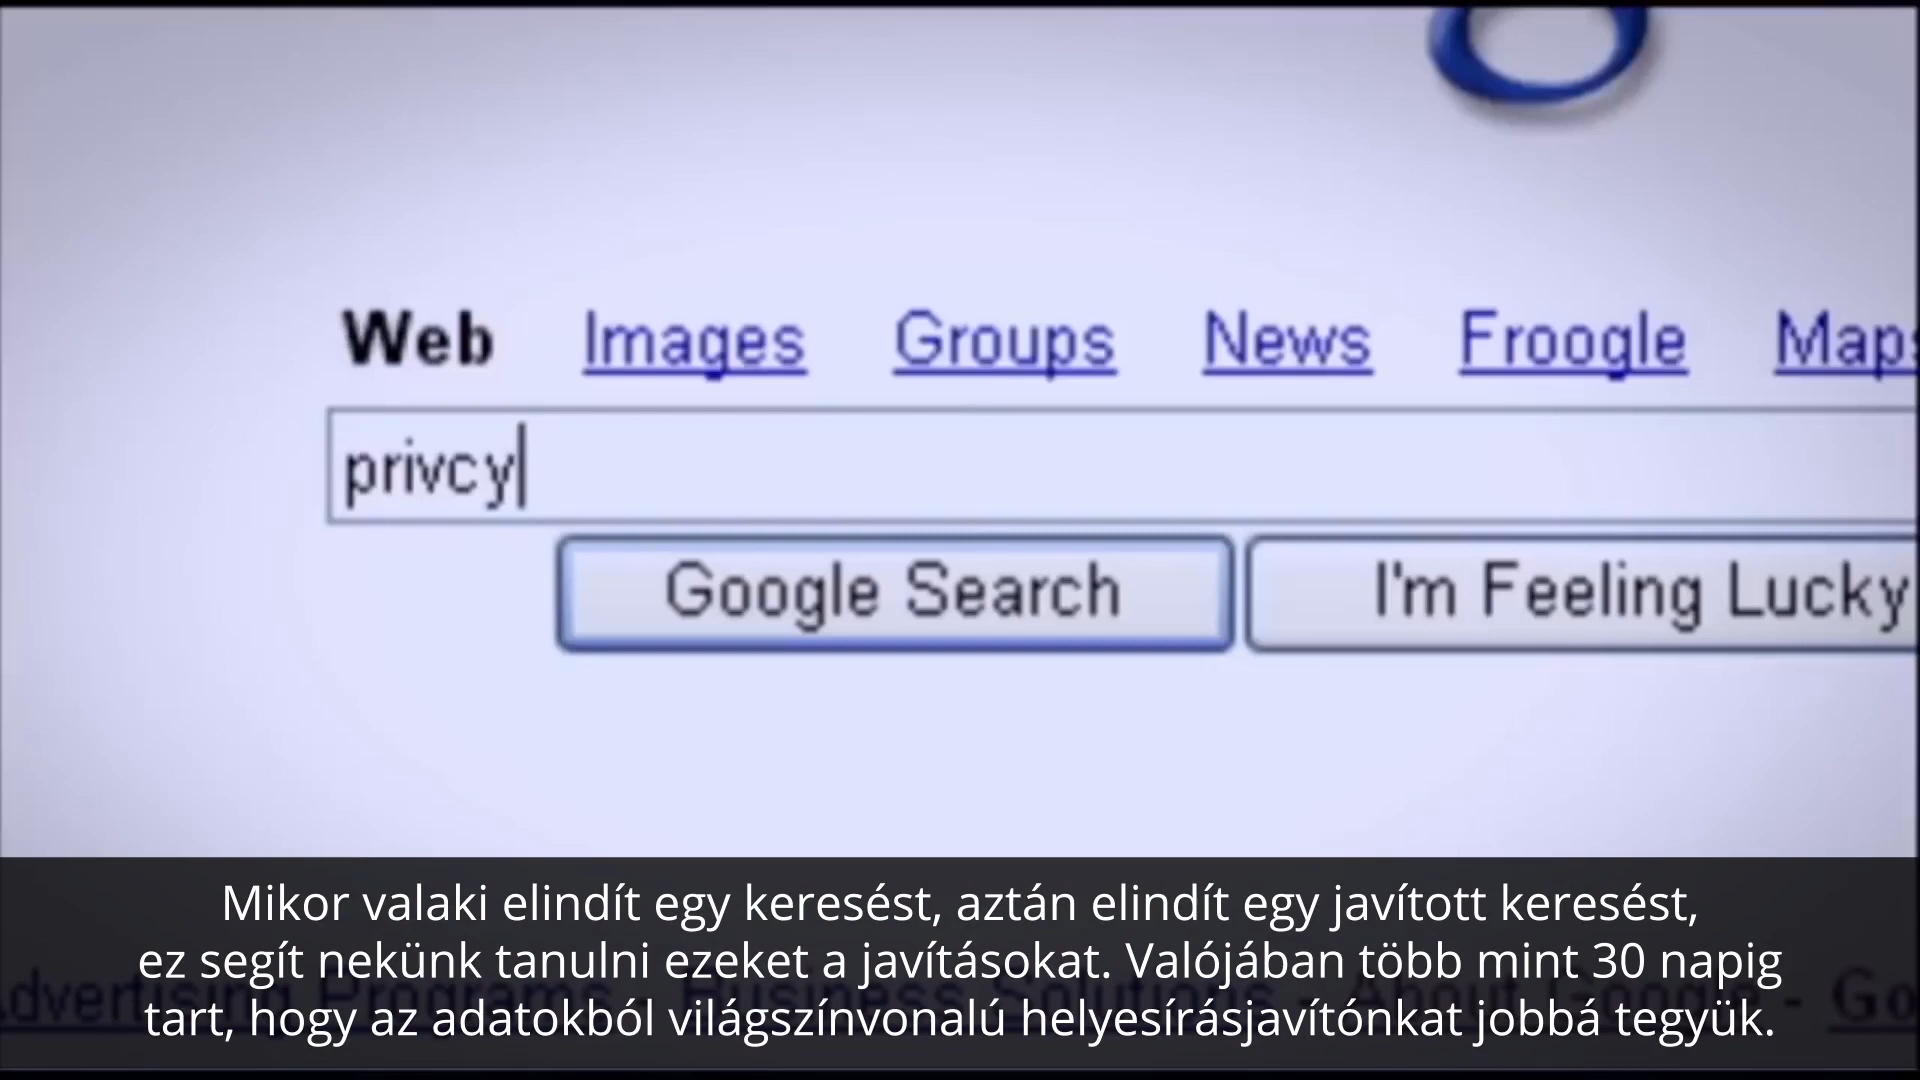 Web Images Groups News Froogle Maps
privcy
Google Search I'm Feeling Lucky
Mikor valaki elindít egy keresést, aztán elindít egy javított keresést,
ez segít nekünk tanulni ezeket a javításokat. Valójában több mint 30 napig
tart, hogy az adatokból világszínvonalú helyesírásjavítónkat jobbá tegyük.